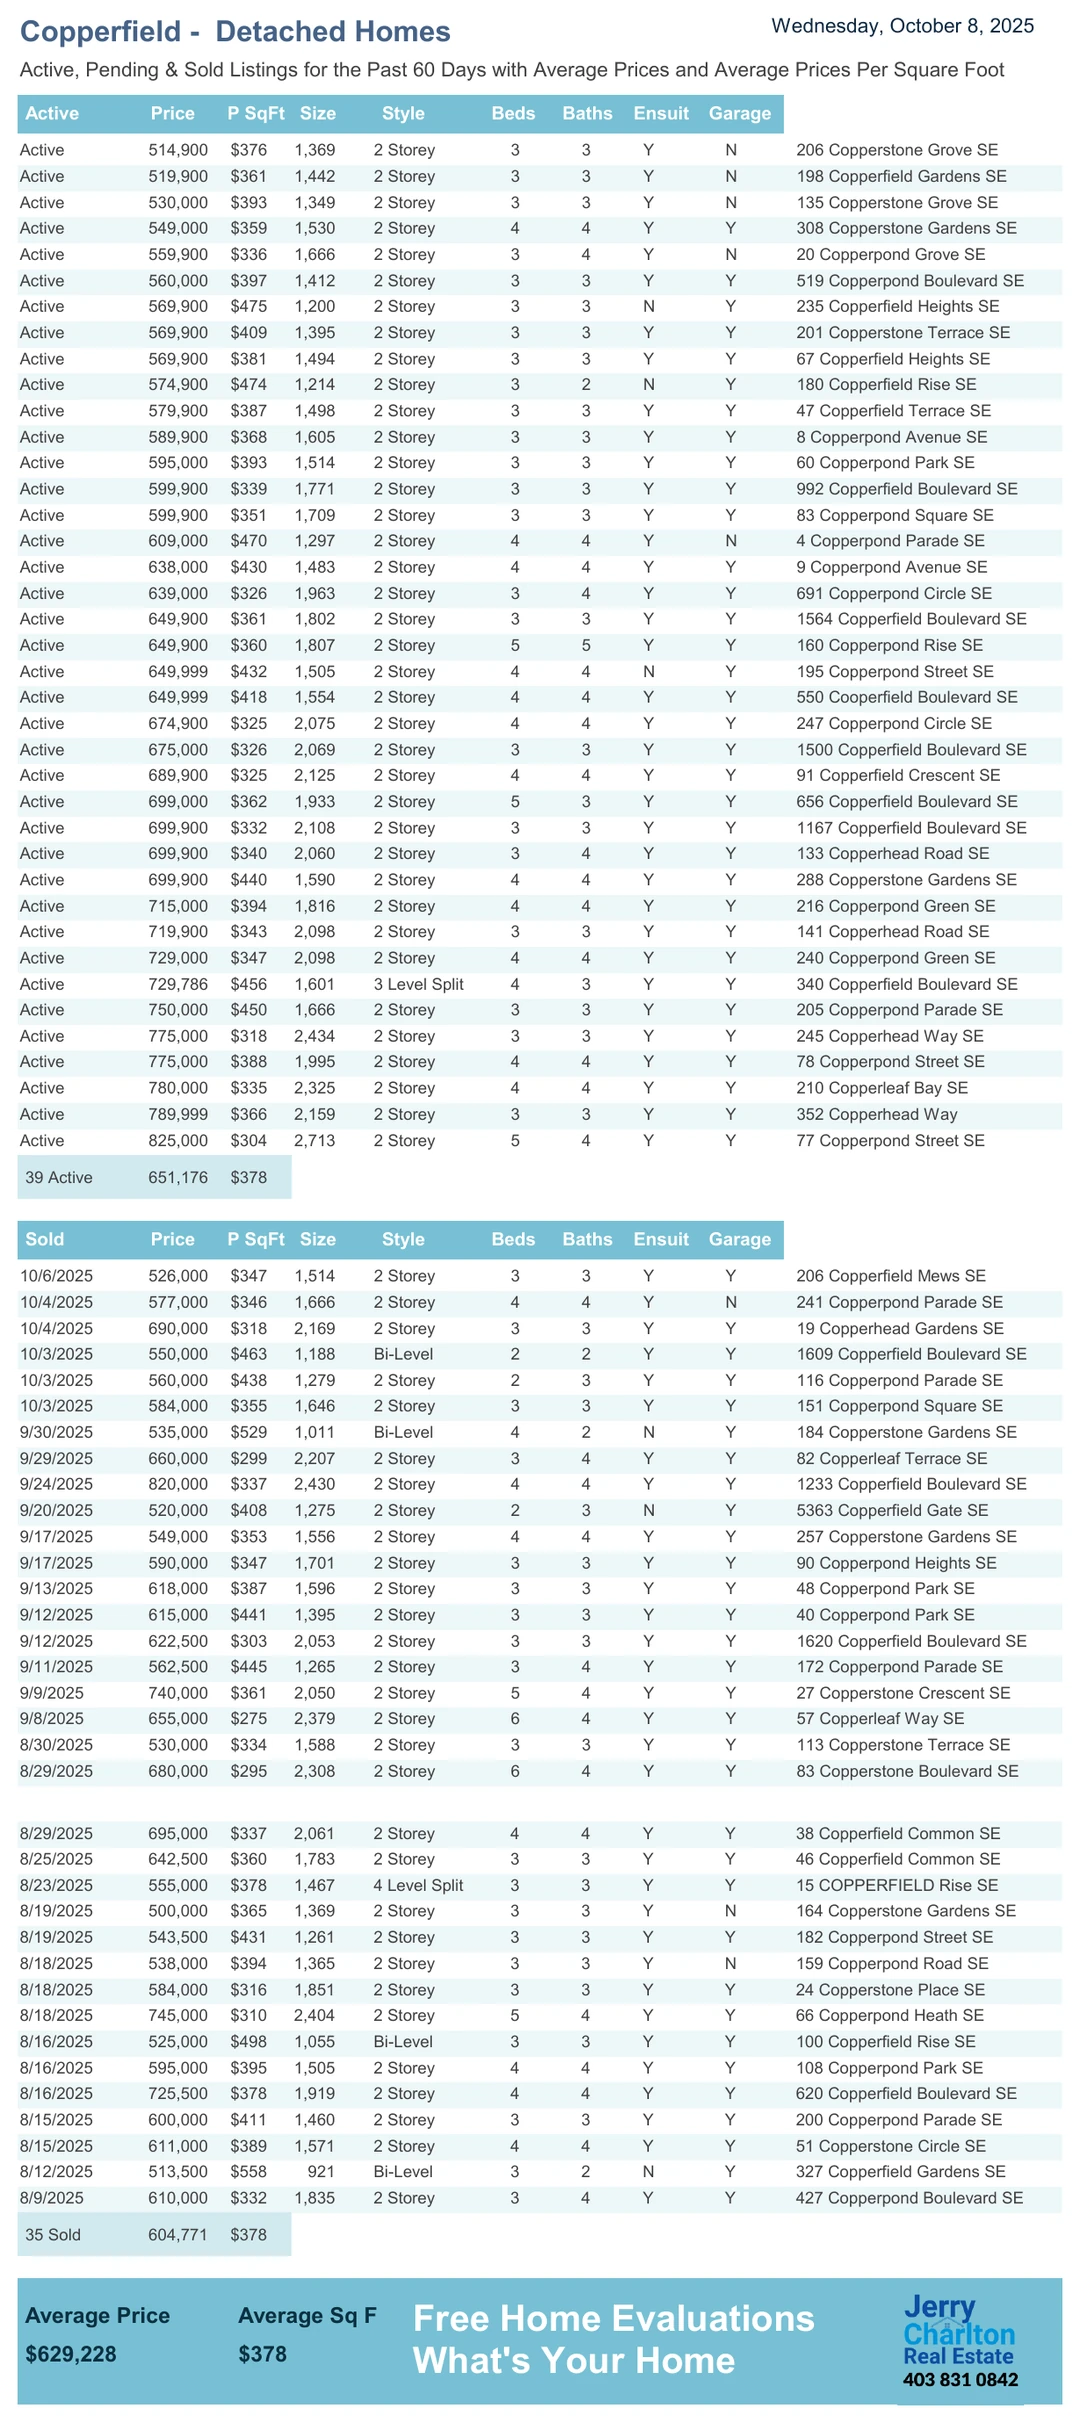 Copperfield - Detached Homes
Wednesday, October 8, 2025
Active, Pending & Sold Listings for the Past 60 Days with Average Prices and Average Prices Per Square Foot
Active Price P SqFt Size Style Beds Baths Ensuit Garage
Active 514,900 $376 1,369 2 Storey 3 3 Y N 206 Copperstone Grove SE
Active 519,900 $361 1,442 2 Storey 3 3 Y N 198 Copperfield Gardens SE
Active 530,000 $393 1,349 2 Storey 3 3 Y N 135 Copperstone Grove SE
Active 549,000 $359 1,530 2 Storey 4 4 Y Y 308 Copperstone Gardens SE
Active 559,900 $336 1,666 2 Storey 3 4 Y N 20 Copperpond Grove SE
Active 560,000 $397 1,412 2 Storey 3 3 Y Y 519 Copperpond Boulevard SE
Active 569,900 $475 1,200 2 Storey 3 3 N Y 235 Copperfield Heights SE
Active 569,900 $409 1,395 2 Storey 3 3 Y Y 201 Copperstone Terrace SE
Active 569,900 $381 1,494 2 Storey 3 3 Y Y 67 Copperfield Heights SE
Active 574,900 $474 1,214 2 Storey 3 2 N Y 180 Copperfield Rise SE
Active 579,900 $387 1,498 2 Storey 3 3 Y Y 47 Copperfield Terrace SE
Active 589,900 $368 1,605 2 Storey 3 3 Y Y 8 Copperpond Avenue SE
Active 595,000 $393 1,514 2 Storey 3 3 Y Y 60 Copperpond Park SE
Active 599,900 $339 1,771 2 Storey 3 3 Y Y 992 Copperfield Boulevard SE
Active 599,900 $351 1,709 2 Storey 3 3 Y Y 83 Copperpond Square SE
Active 609,000 $470 1,297 2 Storey 4 4 Y N 4 Copperpond Parade SE
Active 638,000 $430 1,483 2 Storey 4 4 Y Y 9 Copperpond Avenue SE
Active 639,000 $326 1,963 2 Storey 3 4 Y Y 691 Copperpond Circle SE
Active 649,900 $361 1,802 2 Storey 3 3 Y Y 1564 Copperfield Boulevard SE
Active 649,900 $360 1,807 2 Storey 5 5 Y Y 160 Copperpond Rise SE
Active 649,999 $432 1,505 2 Storey 4 4 N Y 195 Copperpond Street SE
Active 649,999 $418 1,554 2 Storey 4 4 Y Y 550 Cooperfield Boulevard SE
Active 674,900 $325 2,075 2 Storey 4 4 Y Y 247 Copperpond Circle SE
Active 675,000 $326 2,069 2 Storey 3 3 Y Y 1500 Copperfield Boulevard SE
Active 689,900 $325 2,125 2 Storey 4 4 Y Y 91 Copperfield Crescent SE
Active 699,000 $362 1,933 2 Storey 5 3 Y Y 656 Copperfield Boulevard SE
Active 699,900 $332 2,108 2 Storey 3 3 Y Y 1167 Copperfield Boulevard SE
Active 699,900 $340 2,060 2 Storey 3 4 Y Y 133 Copperhead Road SE
Active 699,900 $440 1,590 2 Storey 4 4 Y Y 288 Copperstone Gardens SE
Active 715,000 $394 1,816 2 Storey 4 4 Y Y 216 Copperpond Green SE
Active 719,900 $343 2,098 2 Storey 3 3 Y Y 141 Copperhead Road SE
Active 729,000 $347 2,098 2 Storey 4 4 Y Y 240 Copperpond Green SE
Active 729,786 $456 1,601 3 Level Split 4 3 Y Y 340 Copperfield Boulevard SE
Active 750,000 $450 1,666 2 Storey 3 3 Y Y 205 Copperpond Parade SE
Active 775,000 $318 2,434 2 Storey 3 3 Y Y 245 Copperhead Way SE
Active 775,000 $388 1,995 2 Storey 4 4 Y Y 78 Copperpond Street SE
Active 780,000 $335 2,325 2 Storey 4 4 Y Y 210 Copperleaf Bay SE
Active 789,999 $366 2,159 2 Storey 3 3 Y Y 352 Copperhead Way
Active 825,000 $304 2,713 2 Storey 5 4 Y Y 77 Copperpond Street SE
39 Active 651,176 $378
Sold Price P SqFt Size Style Beds Baths Ensuit Garage
10/6/2025 526,000 $347 1,514 2 Storey 3 3 Y Y 206 Copperfield Mews SE
10/4/2025 577,000 $346 1,666 2 Storey 4 4 Y N 241 Copperpond Parade SE
10/4/2025 690,000 $318 2,169 2 Storey 3 3 Y Y 19 Copperhead Gardens SE
10/3/2025 550,000 $463 1,188 Bi-Level 2 2 Y Y 1609 Copperfield Boulevard SE
10/3/2025 560,000 $438 1,279 2 Storey 2 3 Y Y 116 Copperpond Parade SE
10/3/2025 584,000 $355 1,646 2 Storey 3 3 Y Y 151 Copperpond Square SE
9/30/2025 535,000 $529 1,011 Bi-Level 4 2 N Y 184 Copperstone Gardens SE
9/29/2025 660,000 $299 2,207 2 Storey 3 4 Y Y 82 Copperleaf Terrace SE
9/24/2025 820,000 $337 2,430 2 Storey 4 4 Y Y 1233 Copperfield Boulevard SE
9/20/2025 520,000 $408 1,275 2 Storey 2 3 N Y 5363 Copperfield Gate SE
9/17/2025 549,000 $353 1,556 2 Storey 4 4 Y Y 257 Copperstone Gardens SE
9/17/2025 590,000 $347 1,701 2 Storey 3 3 Y Y 90 Copperpond Heights SE
9/13/2025 618,000 $387 1,596 2 Storey 3 3 Y Y 48 Copperpond Park SE
9/12/2025 615,000 $441 1,395 2 Storey 3 3 Y Y 40 Copperpond Park SE
9/12/2025 622,500 $303 2,053 2 Storey 3 3 Y Y 1620 Copperfield Boulevard SE
9/11/2025 562,500 $445 1,265 2 Storey 3 4 Y Y 172 Copperpond Parade SE
9/9/2025 740,000 $361 2,050 2 Storey 5 4 Y Y 27 Copperstone Crescent SE
9/8/2025 655,000 $275 2,379 2 Storey 6 4 Y Y 57 Copperleaf Way SE
8/30/2025 530,000 $334 1,588 2 Storey 3 3 Y Y 113 Copperstone Terrace SE
8/29/2025 680,000 $295 2,308 2 Storey 6 4 Y Y 83 Copperstone Boulevard SE
8/29/2025 695,000 $337 2,061 2 Storey 4 4 Y Y 38 Copperfield Common SE
8/25/2025 642,500 $360 1,783 2 Storey 3 3 Y Y 46 Copperfield Common SE
8/23/2025 555,000 $378 1,467 4 Level Split 3 3 Y Y 15 COPPERFIELD Rise SE
8/19/2025 500,000 $365 1,369 2 Storey 3 3 Y N 164 Copperstone Gardens SE
8/19/2025 543,500 $431 1,261 2 Storey 3 3 Y Y 182 Copperpond Street SE
8/18/2025 538,000 $394 1,365 2 Storey 3 3 Y N 159 Copperpond Road SE
8/18/2025 584,000 $316 1,851 2 Storey 3 3 Y Y 24 Copperstone Place SE
8/18/2025 745,000 $310 2,404 2 Storey 5 4 Y Y 66 Copperpond Heath SE
8/16/2025 525,000 $498 1,055 Bi-Level 3 3 Y Y 100 Copperfield Rise SE
8/16/2025 595,000 $395 1,505 2 Storey 4 4 Y Y 108 Copperpond Park SE
8/16/2025 725,500 $378 1,919 2 Storey 4 4 Y Y 620 Copperfield Boulevard SE
8/15/2025 600,000 $411 1,460 2 Storey 3 3 Y Y 200 Copperpond Parade SE
8/15/2025 611,000 $389 1,571 2 Storey 4 4 Y Y 51 Copperstone Circle SE
8/12/2025 513,500 $558 921 Bi-Level 3 2 N Y 327 Copperfield Gardens SE
8/9/2025 610,000 $332 1,835 2 Storey 3 4 Y Y 427 Copperpond Boulevard SE
35 Sold 604,771 $378
Average Price Average Sq F
$629,228 $378
Free Home Evaluations
What's Your Home
Jerry
Charlton
Real Estate
403 831 0842